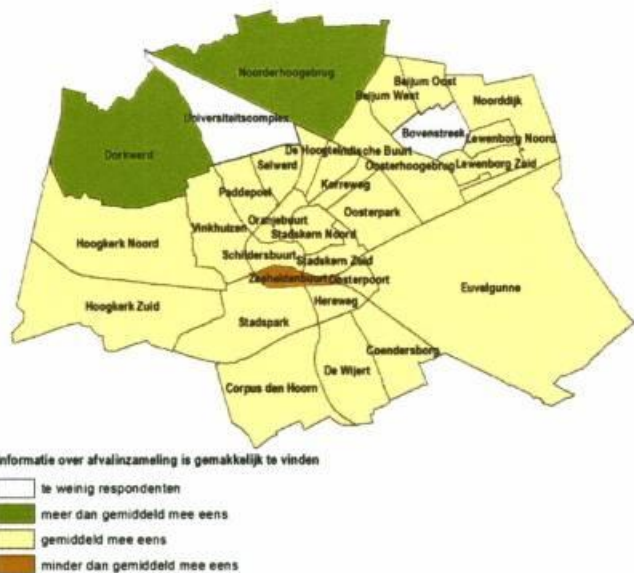 Noorderhoogebrug
Beijum Oost
Beijum West
Noorddijk
Universiteitscomplex
Bovenstreek
Lewenborg Noord
De Hoogte
Indische Buurt
Dorkwerd
Selwerd
Oosterhoogebrug
Lewenborg Zuid
Paddepoel
Korreweg
Oranjebuurt
Oosterpark
Vinkhuizen
Stadskern Noord
Hoogkerk Noord
Schildersbuurt
Stadskern Zuid
Zeeheldenbuurt
Oosterpoort
Euvelgunne
Hoogkerk Zuid
Hereweg
Stadspark
Coendersborg
De Wijert
Corpus den Hoorn
nformatie over afvalinzameling is gemakkelijk te vinden
te weinig respondenten
meer dan gemiddeld mee eens
gemiddeld mee eens
minder dan gemiddeld mee eens